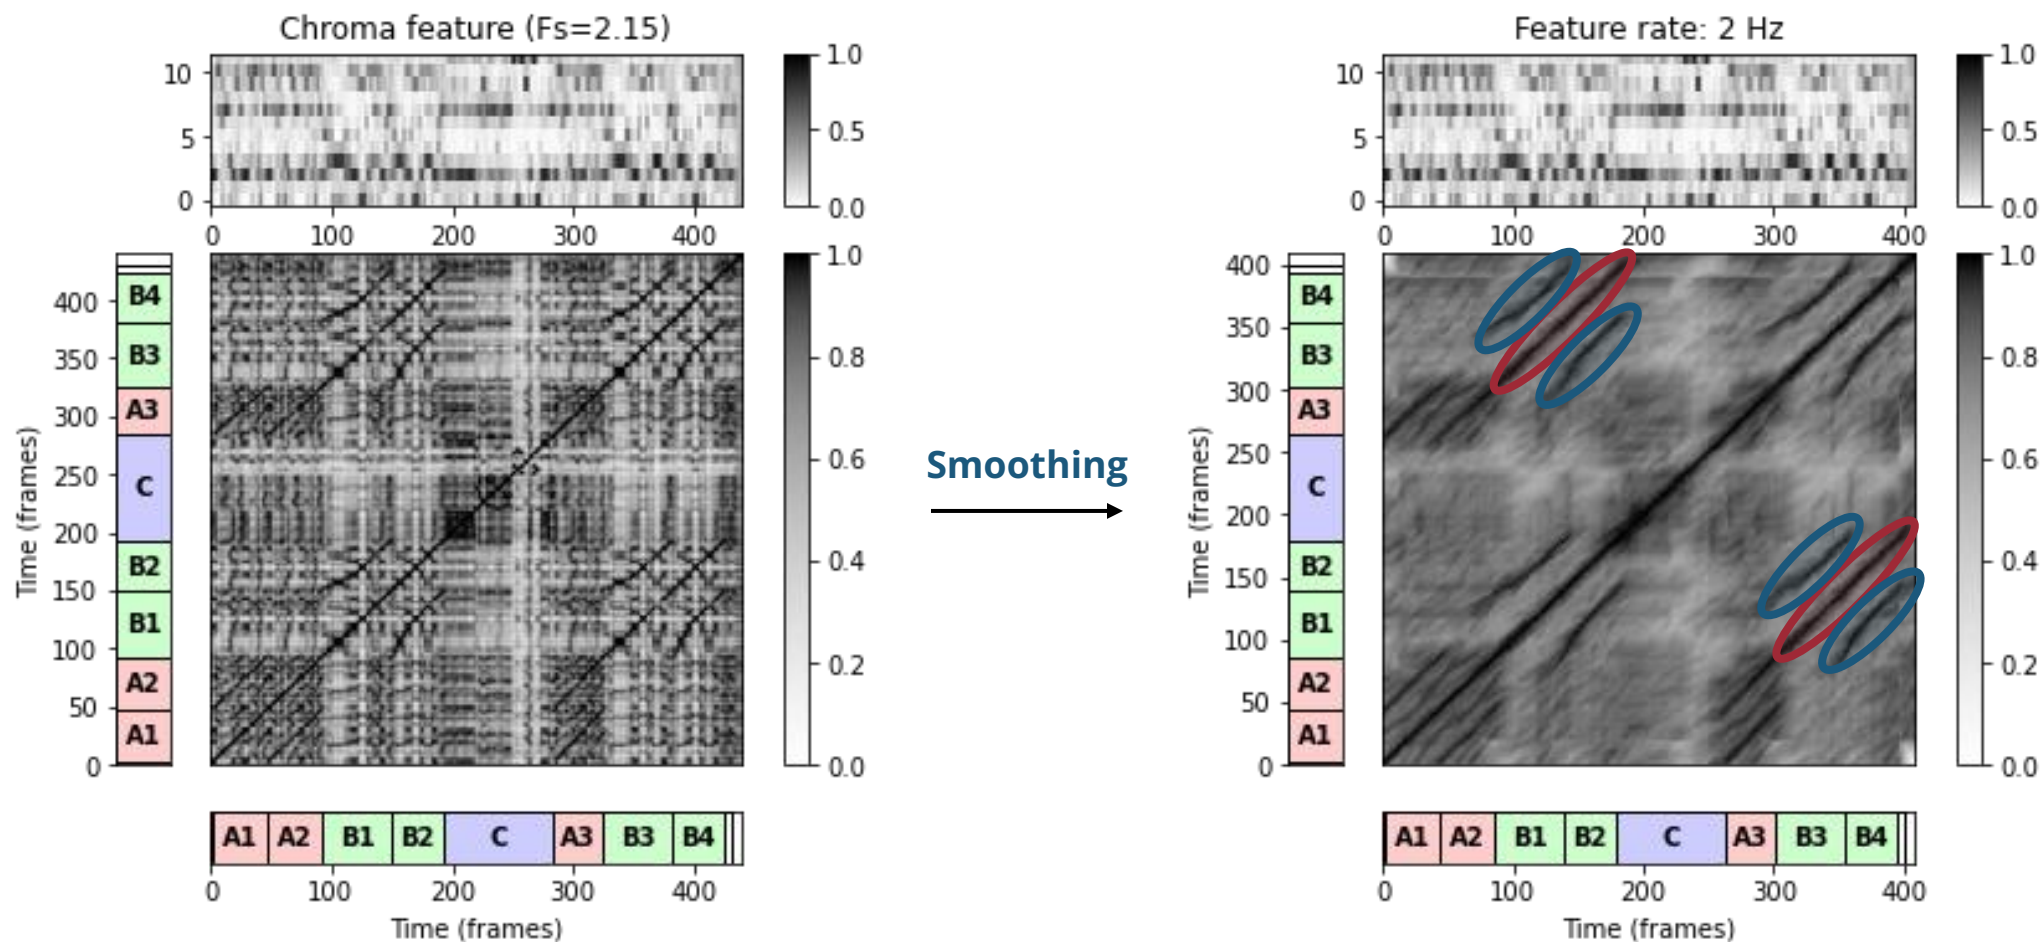 Chroma feature (Fs=2.15)
10
5
0
0 100 200 300 400
1.0
0.5
0.0
400
350
300
250
200
150
100
50
0
Time (frames)
B4
B3
A3
C
B2
B1
A2
A1
1.0
0.8
0.6
0.4
0.2
0.0
A1 A2 B1 B2 C A3 B3 B4
0 100 200 300 400
Time (frames)
Smoothing
Feature rate: 2 Hz
10
5
0
0 100 200 300 400
1.0
0.5
0.0
400
350
300
250
200
150
100
50
0
Time (frames)
B4
B3
A3
C
B2
B1
A2
A1
1.0
0.8
0.6
0.4
0.2
0.0
A1 A2 B1 B2 C A3 B3 B4
0 100 200 300 400
Time (frames)